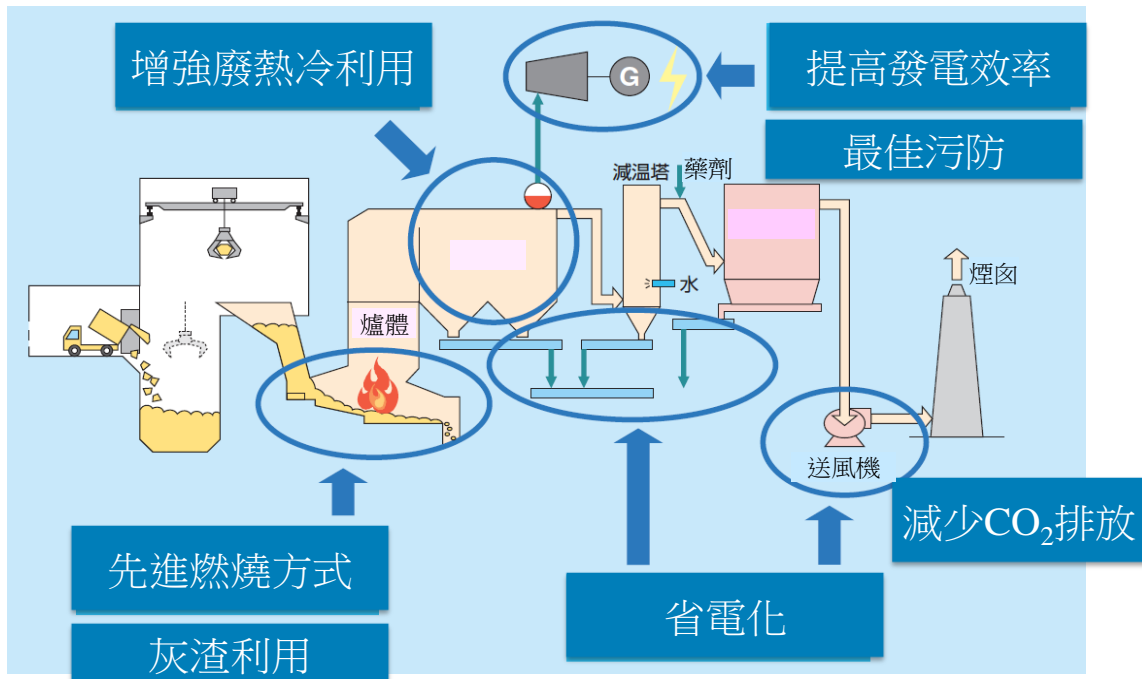 增強廢熱冷利用
G
提高發電效率
最佳污防
減温塔
藥劑
水
煙囪
爐體
送風機
減少CO₂排放
先進燃燒方式
省電化
灰渣利用